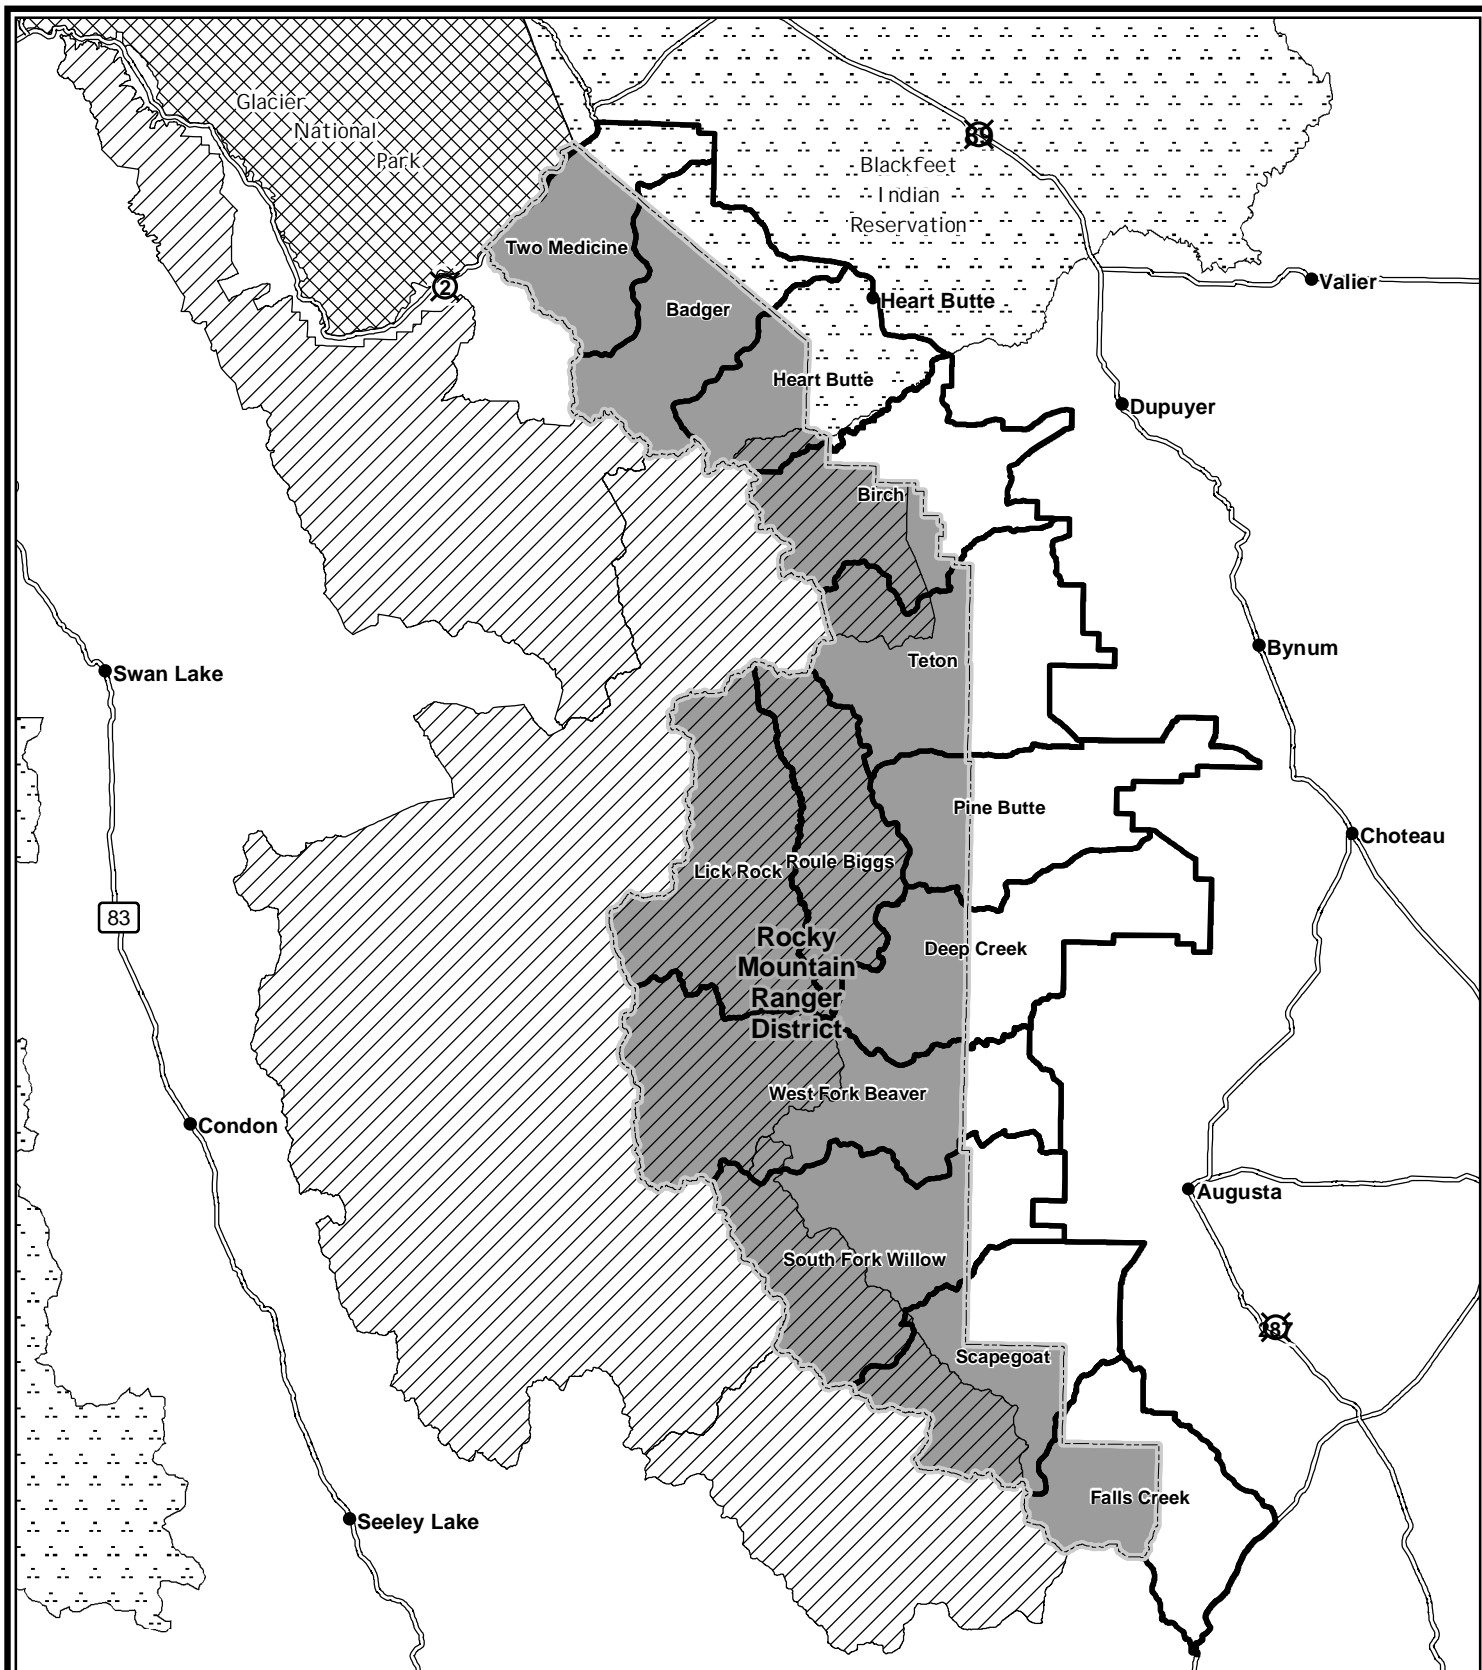 Glacier
National
Park
89
Blackfeet
Indian
Reservation
Two Medicine
2
Badger
Heart Butte
Valier
Heart Butte
Dupuyer
Birch
Bynum
Teton
Swan Lake
Pine Butte
Choteau
Lick Rock
Roule Biggs
83
Rocky
Mountain
Ranger
District
Deep Creek
West Fork Beaver
Condon
Augusta
South Fork Willow
287
Scapegoat
Falls Creek
Seeley Lake